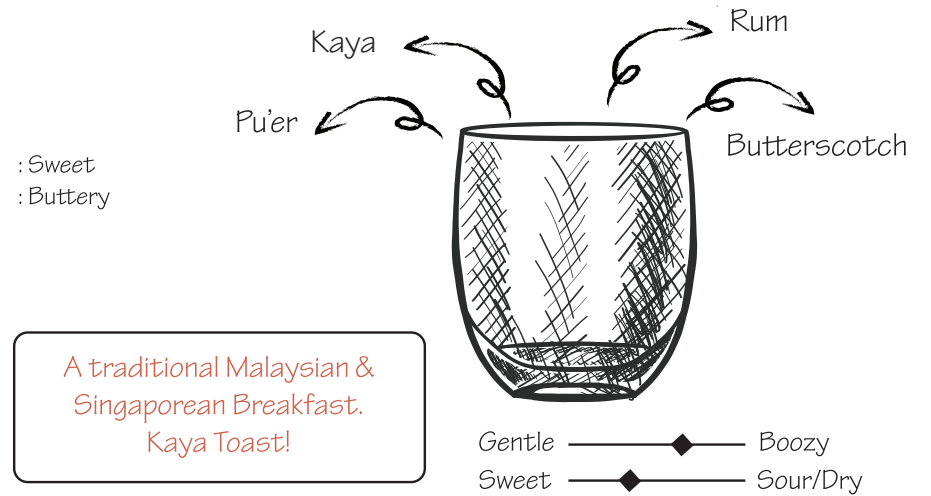 Kaya
Rum
Pu'er
Butterscotch
: Sweet
: Buttery
A traditional Malaysian &
Singaporean Breakfast.
Kaya Toast!
Gentle
Boozy
Sweet
Sour/Dry